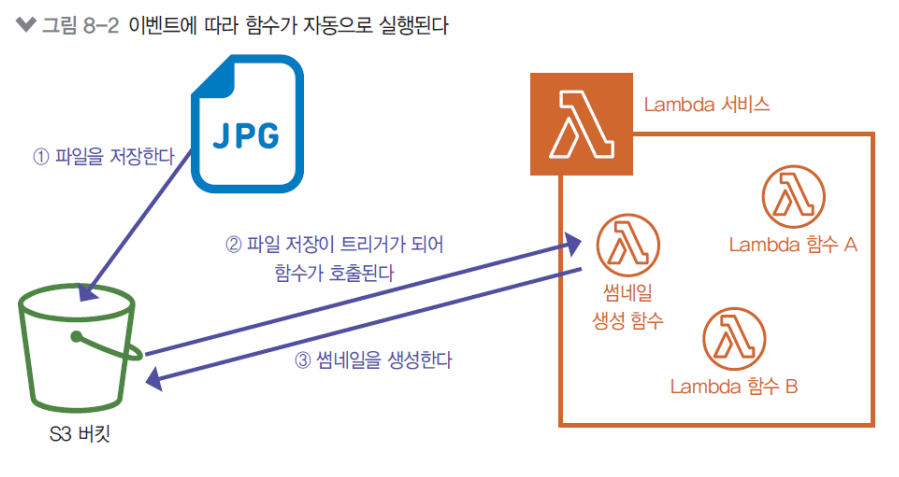 그림 8-2 이벤트에 따라 함수가 자동으로 실행된다
JPG
Lambda 서비스
① 파일을 저장한다
② 파일 저장이 트리거가 되어
함수가 호출된다
Lambda 함수 A
썸네일
생성 함수
③ 썸네일을 생성한다
Lambda 함수 B
S3 버킷